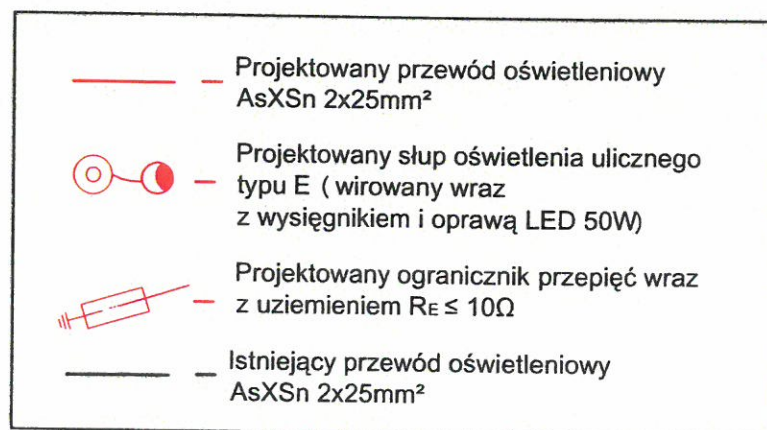 Projektowany przewód oświetleniowy
AsXSn 2x25mm²
Projektowany słup oświetlenia ulicznego
typu E ( wirowany wraz
z wysięgnikiem i oprawą LED 50W)
Projektowany ogranicznik przepięć wraz
z uziemieniem RE ≤ 10Ω
Istniejący przewód oświetleniowy
AsXSn 2x25mm²